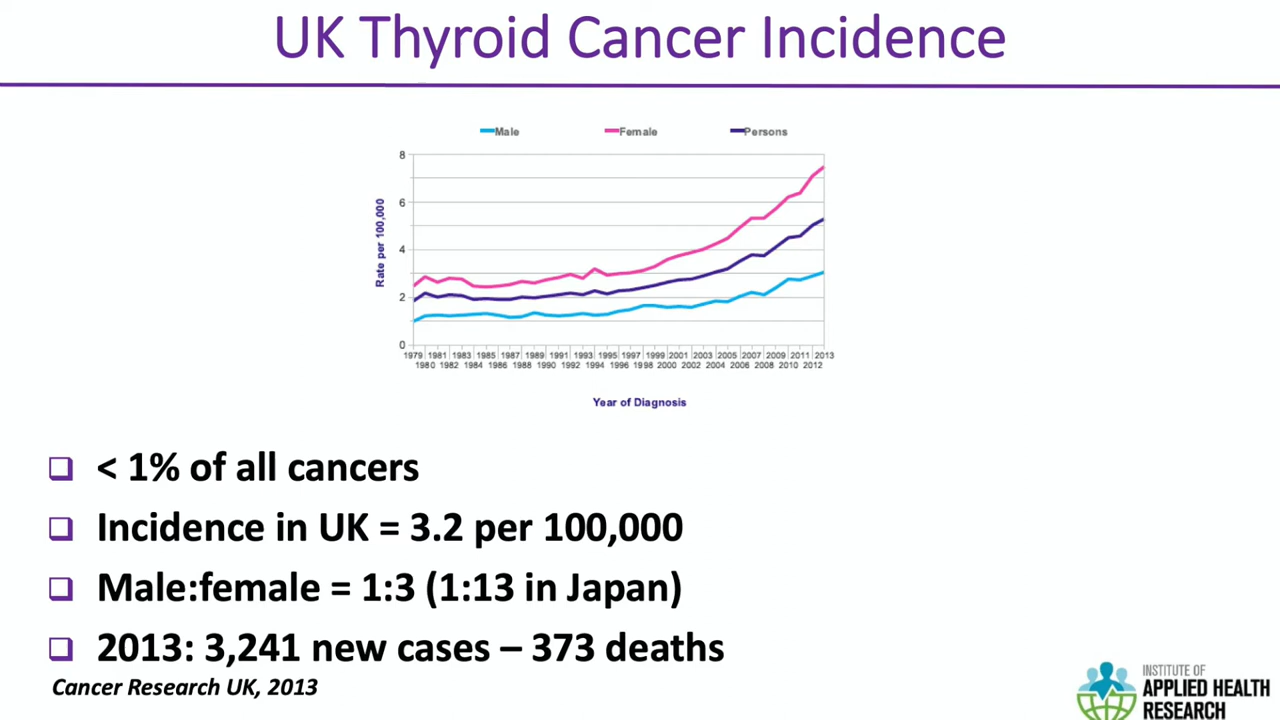 UK Thyroid Cancer Incidence
Male Female Persons
8
6
4
2
0
Rate per 100,000
1979 1981 1983 1985 1987 1989 1991 1993 1995 1997 1999 2001 2003 2005 2007 2009 2011 2013
1980 1982 1984 1986 1988 1990 1992 1994 1996 1998 2000 2002 2004 2006 2008 2010 2012
Year of Diagnosis
< 1% of all cancers
Incidence in UK = 3.2 per 100,000
Male:female = 1:3 (1:13 in Japan)
2013: 3,241 new cases – 373 deaths
Cancer Research UK, 2013
INSTITUTE OF
APPLIED HEALTH
RESEARCH